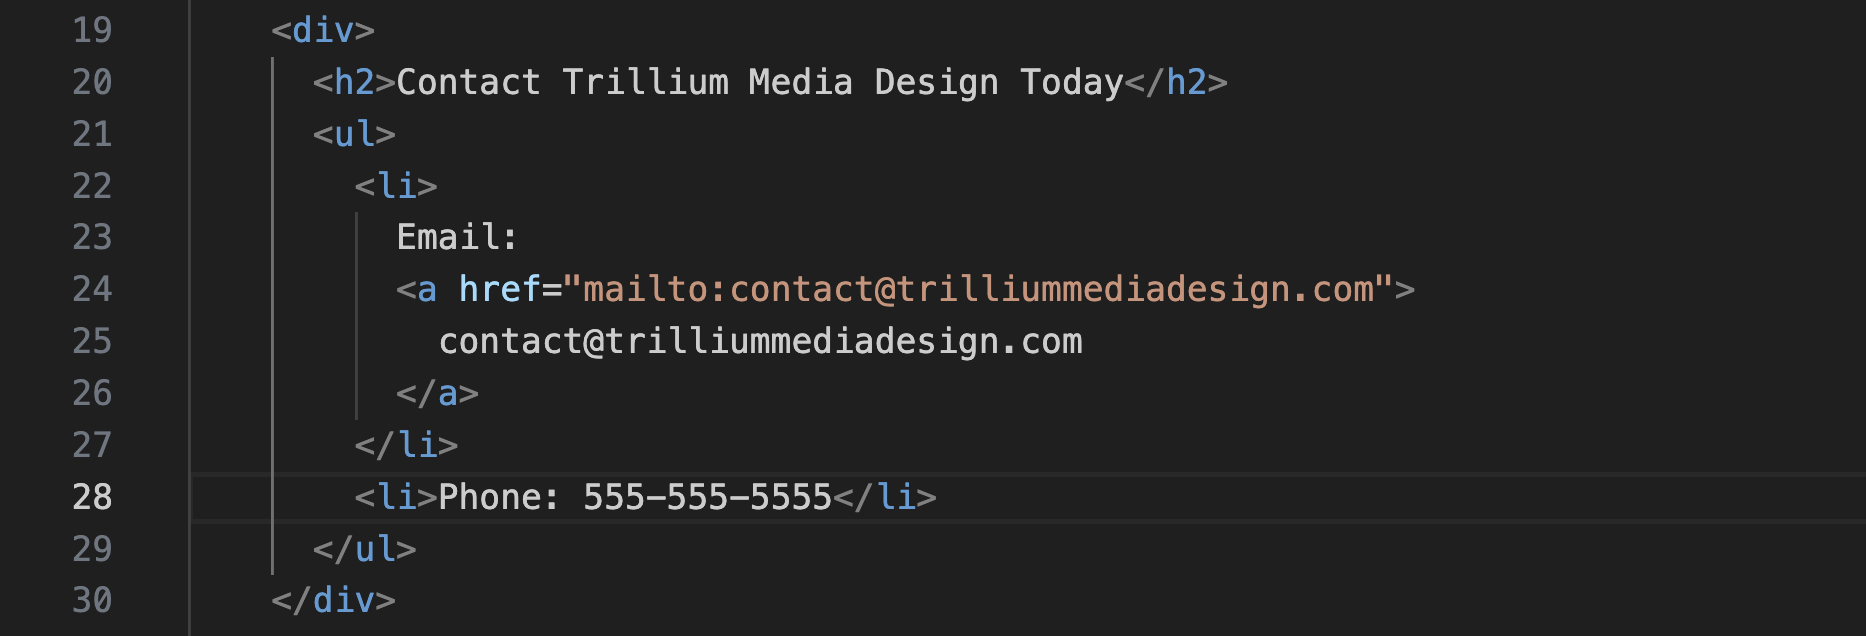 19 <div>
20 <h2>Contact Trillium Media Design Today</h2>
21 <ul>
22 <li>
23 Email:
24 <a href="mailto:contact@trilliummediadesign.com">
25 contact@trilliummediadesign.com
26 </a>
27 </li>
28 <li>Phone: 555-555-5555</li>
29 </ul>
30 </div>